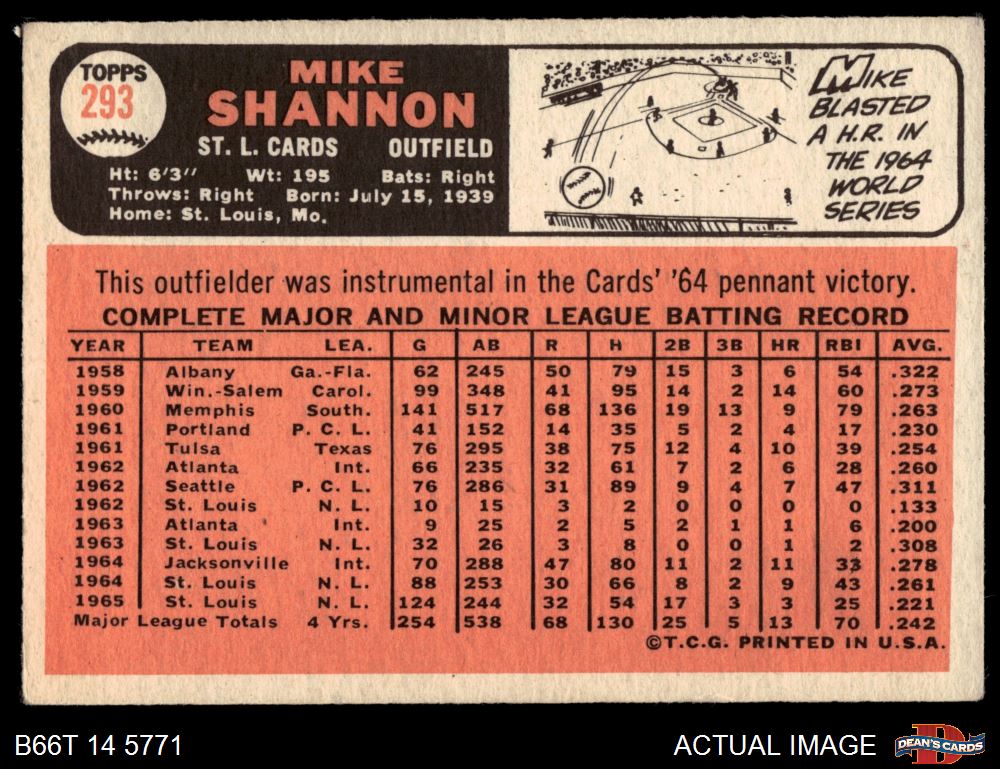 TOPPS
293
MIKE
SHANNON
ST. L. CARDS OUTFIELD
Ht: 6'3" Wt: 195 Bats: Right
Throws: Right Born: July 15, 1939
Home: St. Louis, Mo.
MIKE
BLASTED
A H.R. IN
THE 1964
WORLD
SERIES
This outfielder was instrumental in the Cards' '64 pennant victory.
COMPLETE MAJOR AND MINOR LEAGUE BATTING RECORD
YEAR TEAM LEA. G AB R H 2B 3B HR RBI AVG.
1958 Albany Ga.-Fla. 62 245 50 79 15 3 6 54 .322
1959 Win.-Salem Carol. 99 348 41 95 14 2 14 60 .273
1960 Memphis South. 141 517 68 136 19 13 9 79 .263
1961 Portland P. C. L. 41 152 14 35 5 2 4 17 .230
1961 Tulsa Texas 76 295 38 75 12 4 10 39 .254
1962 Atlanta Int. 66 235 32 61 7 2 6 28 .260
1962 Seattle P. C. L. 76 286 31 89 9 4 7 47 .311
1962 St. Louis N. L. 10 15 3 2 0 0 0 0 .133
1963 Atlanta Int. 9 25 2 5 2 1 1 6 .200
1963 St. Louis N. L. 32 26 3 8 0 0 1 2 .308
1964 Jacksonville Int. 70 288 47 80 11 2 11 33 .278
1964 St. Louis N. L. 88 253 30 66 8 2 9 43 .261
1965 St. Louis N. L. 124 244 32 54 17 3 3 25 .221
Major League Totals 4 Yrs. 254 538 68 130 25 5 13 70 .242
©T.C.G. PRINTED IN U.S.A.
B66T 14 5771 ACTUAL IMAGE
D
DEAN'S CARDS